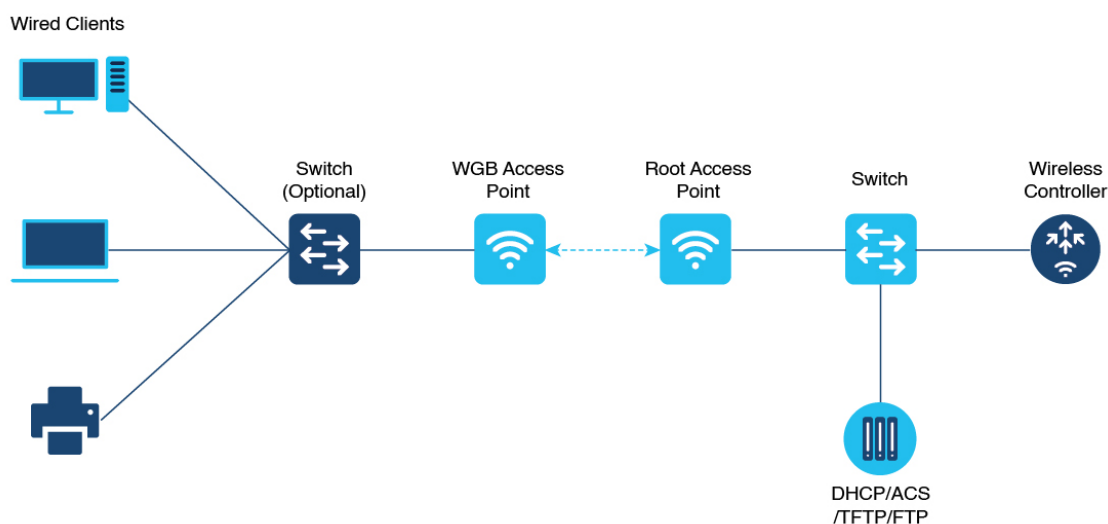 Wired Clients
Switch
(Optional)
WGB Access
Point
Root Access
Point
Switch
Wireless
Controller
DHCP/ACS
/TFTP/FTP